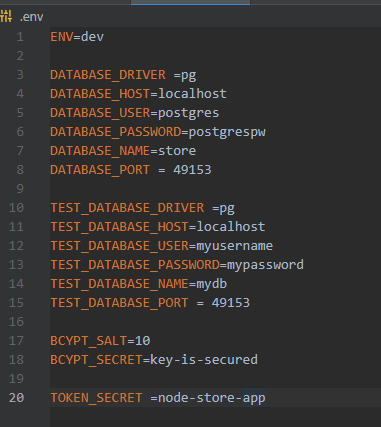 .env
1 ENV=dev
2
3 DATABASE_DRIVER =pg
4 DATABASE_HOST=localhost
5 DATABASE_USER=postgres
6 DATABASE_PASSWORD=postgrespw
7 DATABASE_NAME=store
8 DATABASE_PORT = 49153
9
10 TEST_DATABASE_DRIVER =pg
11 TEST_DATABASE_HOST=localhost
12 TEST_DATABASE_USER=myusername
13 TEST_DATABASE_PASSWORD=mypassword
14 TEST_DATABASE_NAME=mydb
15 TEST_DATABASE_PORT = 49153
16
17 BCYPT_SALT=10
18 BCYPT_SECRET=key-is-secured
19
20 TOKEN_SECRET =node-store-app